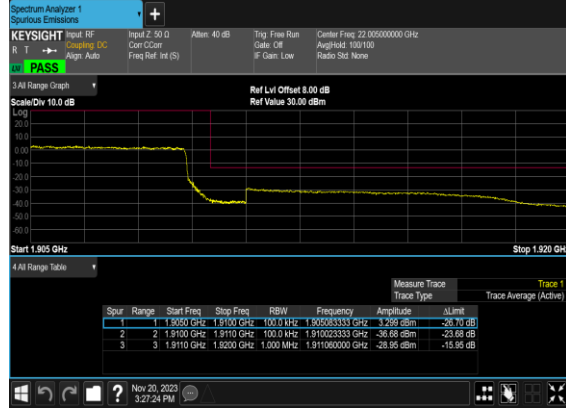 Spectrum Analyzer 1
Spurious Emissions
+
KEYSIGHT Input: RF Input Z: 50 Ω Atten: 40 dB Trig: Free Run Center Freq: 22.005000000 GHz
R T Coupling: DC Corr CCorr Gate: Off Avg|Hold: 100/100
Align: Auto Freq Ref: Int (S) IF Gain: Low Radio Std: None
PASS
3 All Range Graph
Ref Lvl Offset 8.00 dB
Scale/Div 10.0 dB Ref Value 30.00 dBm
Log
20.0
10.0
0.00
-10.0
-20.0
-30.0
-40.0
-50.0
-60.0
Start 1.905 GHz Stop 1.920 GH
4 All Range Table
Measure Trace Trace 1
Trace Type Trace Average (Active)
Spur Range Start Freq Stop Freq RBW Frequency Amplitude ΔLimit
1 1 1.9050 GHz 1.9100 GHz 100.0 kHz 1.905083333 GHz 3.299 dBm -26.70 dB
2 2 1.9100 GHz 1.9110 GHz 100.0 kHz 1.910023333 GHz -36.68 dBm -23.68 dB
3 3 1.9110 GHz 1.9200 GHz 1.000 MHz 1.911060000 GHz -28.95 dBm -15.95 dB
? Nov 20, 2023
3:27:24 PM